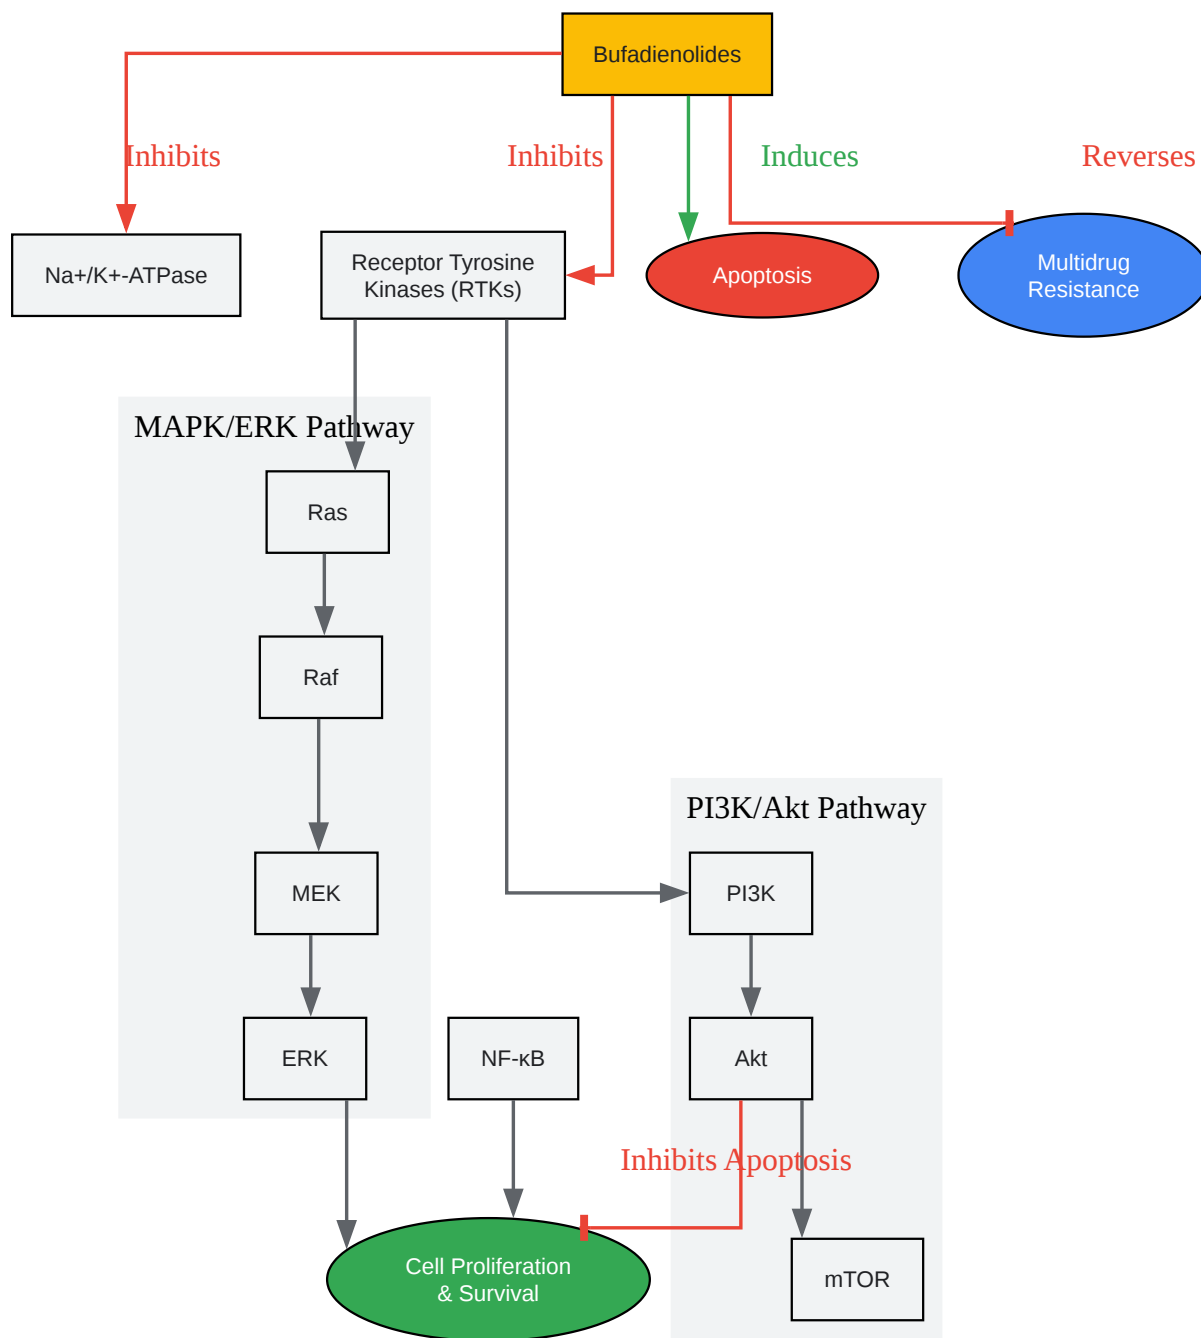 Bufadienolides
Inhibits
Inhibits
Induces
Reverses
Na+/K+-ATPase
Receptor Tyrosine
Kinases (RTKs)
Apoptosis
Multidrug
Resistance
MAPK/ERK Pathway
Ras
Raf
PI3K/Akt Pathway
MEK
PI3K
ERK
NF-κB
Akt
Inhibits Apoptosis
Cell Proliferation
& Survival
mTOR